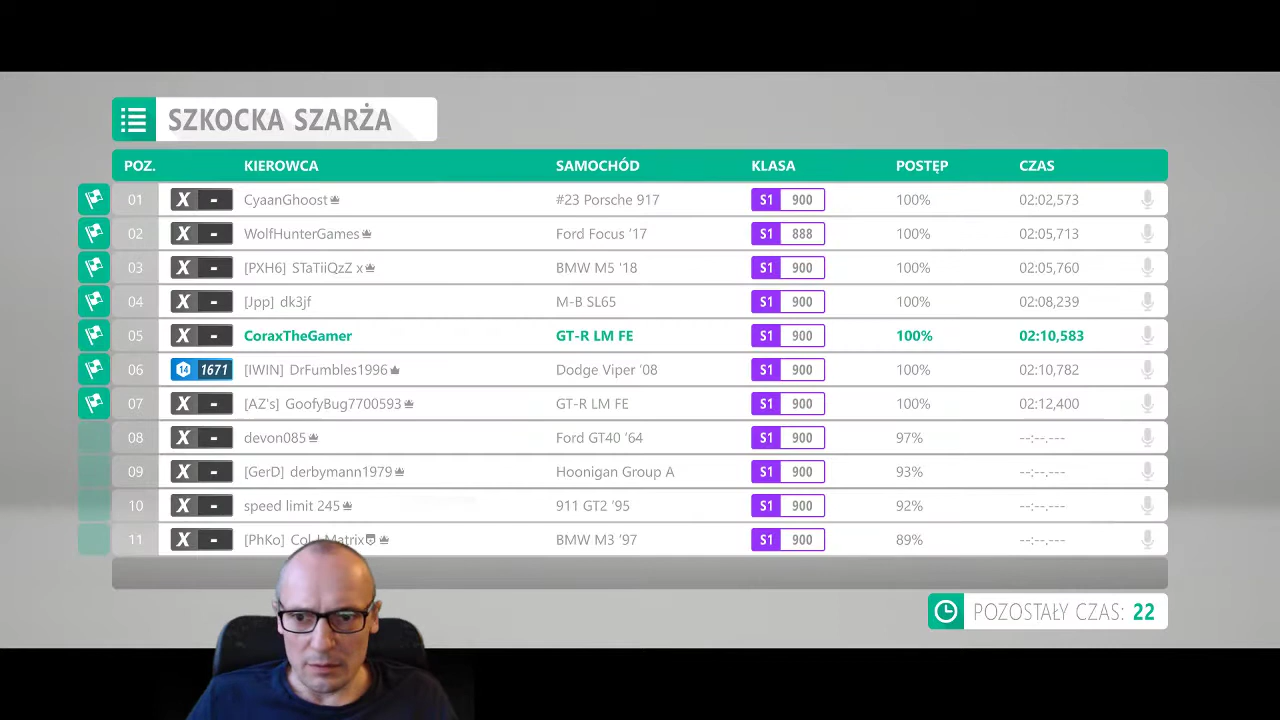 SZKOCKA SZARŻA
POZ. KIEROWCA SAMOCHÓD KLASA POSTĘP CZAS
01 X - CyaanGhoost #23 Porsche 917 S1 900 100% 02:02,573
02 X - WolfHunterGames Ford Focus '17 S1 888 100% 02:05,713
03 X - [PXH6] STaTiiQzZ x BMW M5 '18 S1 900 100% 02:05,760
04 X - [Jpp] dk3jf M-B SL65 S1 900 100% 02:08,239
05 X - CoraxTheGamer GT-R LM FE S1 900 100% 02:10,583
06 14 1671 [IWIN] DrFumbles1996 Dodge Viper '08 S1 900 100% 02:10,782
07 X - [AZ's] GoofyBug7700593 GT-R LM FE S1 900 100% 02:12,400
08 X - devon085 Ford GT40 '64 S1 900 97% --:--,---
09 X - [GerD] derbymann1979 Hoonigan Group A S1 900 93% --:--,---
10 X - speed limit 245 911 GT2 '95 S1 900 92% --:--,---
11 X - [PhKo] BMW M3 '97 S1 900 89% --:--,---
POZOSTAŁY CZAS: 22